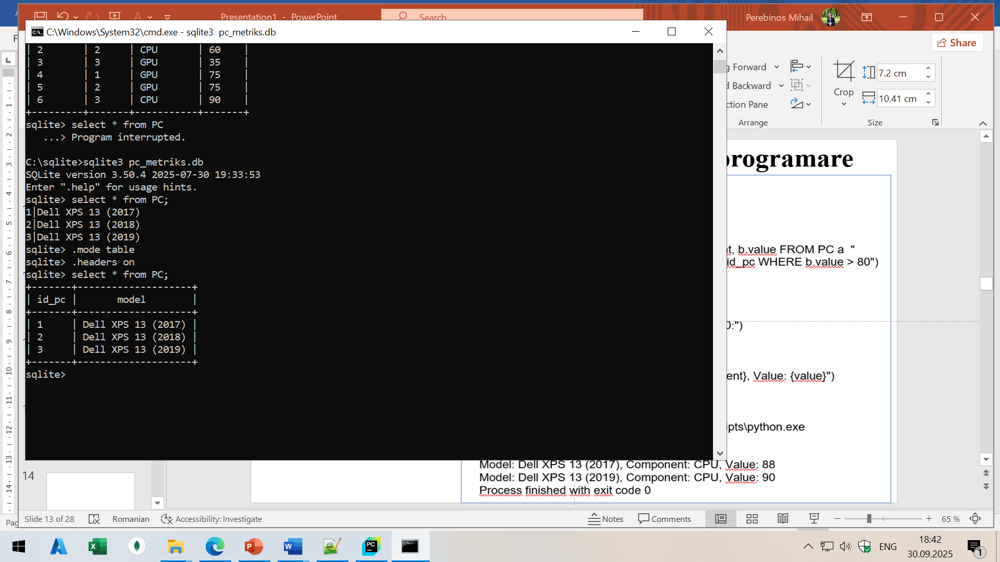 Presentation1 - PowerPoint
Search
Perebinos Mihail
C:\Windows\System32\cmd.exe - sqlite3 pc_metriks.db
Share
| 2 | 2 | CPU | 60 |
| 3 | 3 | GPU | 35 |
| 4 | 1 | GPU | 75 |
| 5 | 2 | GPU | 75 |
| 6 | 3 | CPU | 90 |
+---------+-------+-----------+-------+
sqlite> select * from PC
...> Program interrupted.
C:\sqlite>sqlite3 pc_metriks.db
SQLite version 3.50.4 2025-07-30 19:33:53
Enter ".help" for usage hints.
sqlite> select * from PC;
1|Dell XPS 13 (2017)
2|Dell XPS 13 (2018)
3|Dell XPS 13 (2019)
sqlite> .mode table
sqlite> .headers on
sqlite> select * from PC;
+-------+--------------------+
| id_pc | model |
+-------+--------------------+
| 1 | Dell XPS 13 (2017) |
| 2 | Dell XPS 13 (2018) |
| 3 | Dell XPS 13 (2019) |
+-------+--------------------+
sqlite>
g Forward
d Backward
ction Pane
Arrange
Crop
7.2 cm
10.41 cm
Size
programare
t, b.value FROM PC a "
id_pc WHERE b.value > 80")
0:")
ent}, Value: {value}")
ipts\python.exe
Model: Dell XPS 13 (2017), Component: CPU, Value: 88
Model: Dell XPS 13 (2019), Component: CPU, Value: 90
Process finished with exit code 0
14
Slide 13 of 28
Romanian
Accessibility: Investigate
Notes
Comments
65 %
Pag
ENG
18:42
30.09.2025
1